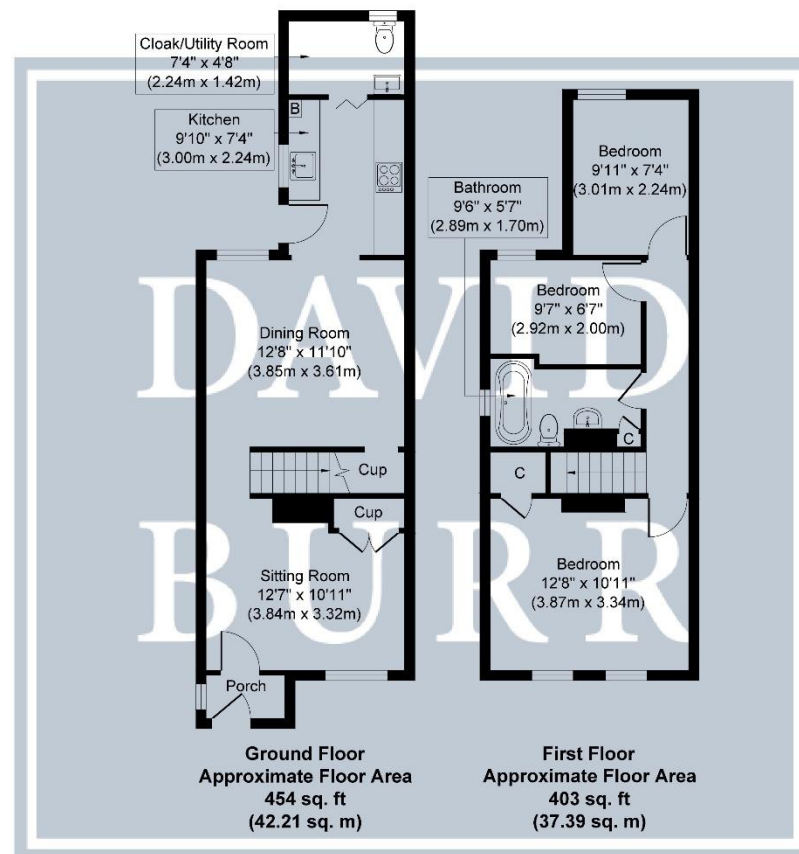 Cloak/Utility Room
7'4" x 4'8"
(2.24m x 1.42m)
B
Kitchen
9'10" x 7'4"
(3.00m x 2.24m)
Dining Room
12'8" x 11'10"
(3.85m x 3.61m)
Cup
Cup
Sitting Room
12'7" x 10'11"
(3.84m x 3.32m)
Porch
Ground Floor
Approximate Floor Area
454 sq. ft
(42.21 sq. m)
Bedroom
9'11" x 7'4"
(3.01m x 2.24m)
Bathroom
9'6" x 5'7"
(2.89m x 1.70m)
Bedroom
9'7" x 6'7"
(2.92m x 2.00m)
C
C
Bedroom
12'8" x 10'11"
(3.87m x 3.34m)
First Floor
Approximate Floor Area
403 sq. ft
(37.39 sq. m)
DAVID
BURR